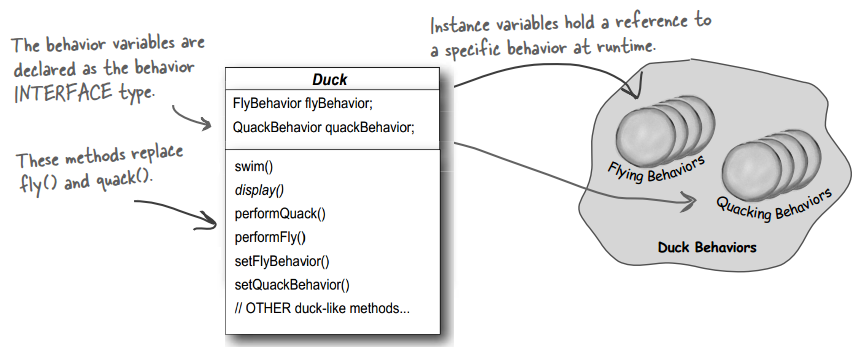 The behavior variables are
declared as the behavior
INTERFACE type.
These methods replace
fly() and quack().
Duck
FlyBehavior flyBehavior;
QuackBehavior quackBehavior;
swim()
display()
performQuack()
performFly()
setFlyBehavior()
setQuackBehavior()
// OTHER duck-like methods...
Instance variables hold a reference to
a specific behavior at runtime.
Flying Behaviors
Quacking Behaviors
Duck Behaviors